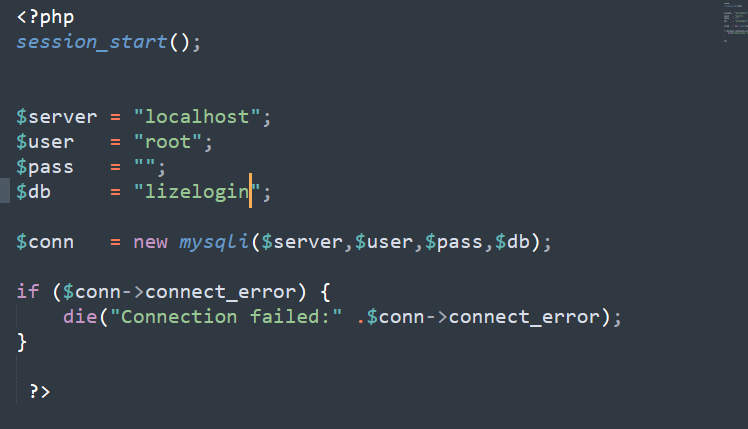 <?php
session_start();
$server = "localhost";
$user   = "root";
$pass   = "";
$db     = "lizelogin";
$conn   = new mysqli($server,$user,$pass,$db);
if ($conn->connect_error) {
    die("Connection failed:" .$conn->connect_error);
}
 ?>